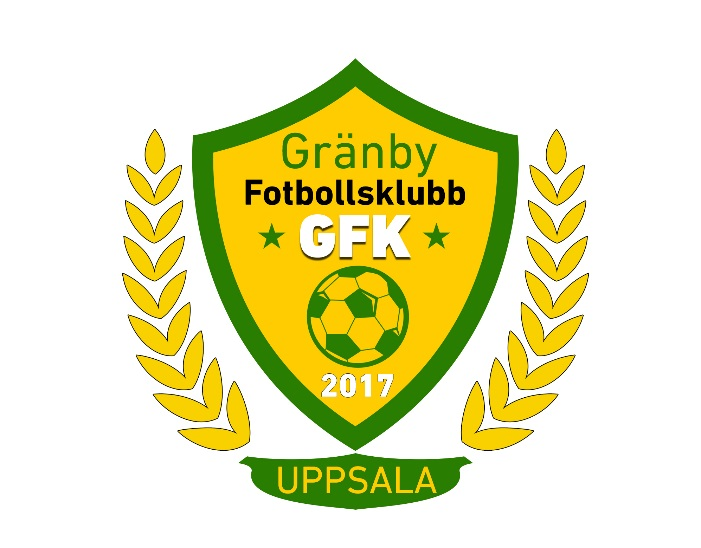 Gränby
Fotbollsklubb
GFK
2017
UPPSALA